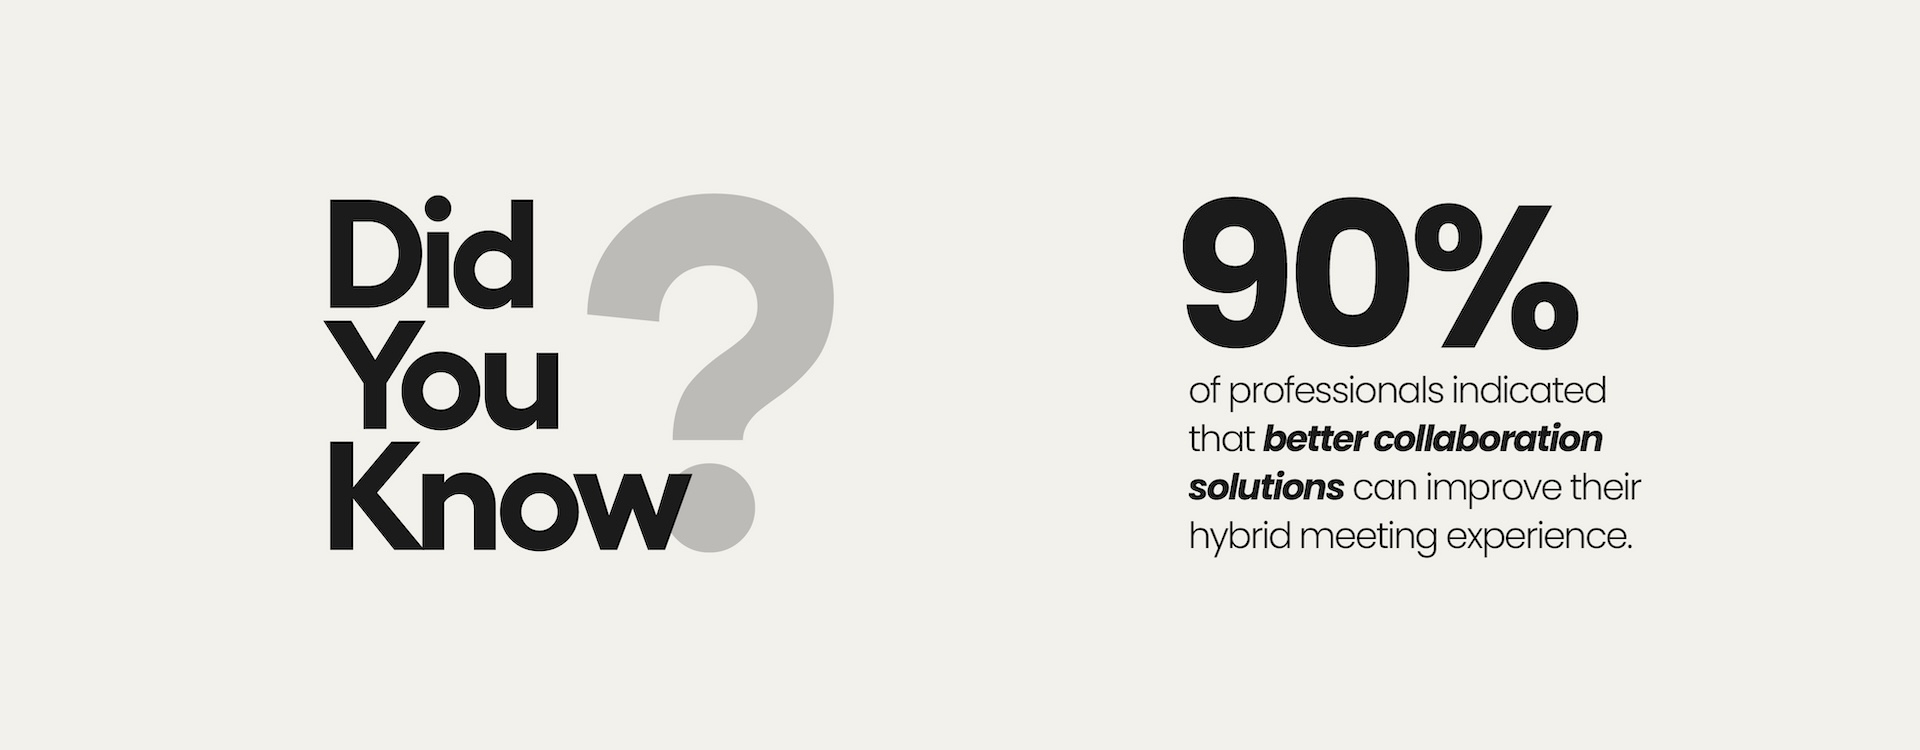 Did
You
Know?
90%
of professionals indicated
that better collaboration
solutions can improve their
hybrid meeting experience.